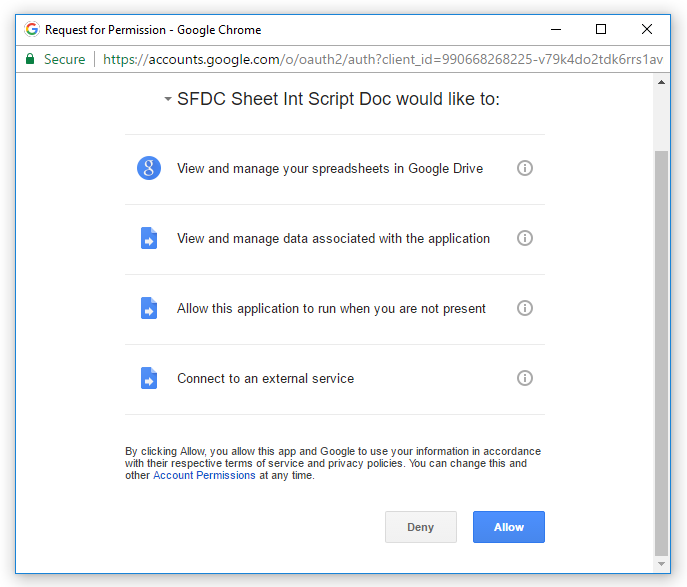 Request for Permission - Google Chrome
Secure | https://accounts.google.com/o/oauth2/auth?client_id=990668268225-v79k4do2tdk6rrs1av
SFDC Sheet Int Script Doc would like to:
View and manage your spreadsheets in Google Drive
View and manage data associated with the application
Allow this application to run when you are not present
Connect to an external service
By clicking Allow, you allow this app and Google to use your information in accordance
with their respective terms of service and privacy policies. You can change this and
other Account Permissions at any time.
Deny Allow